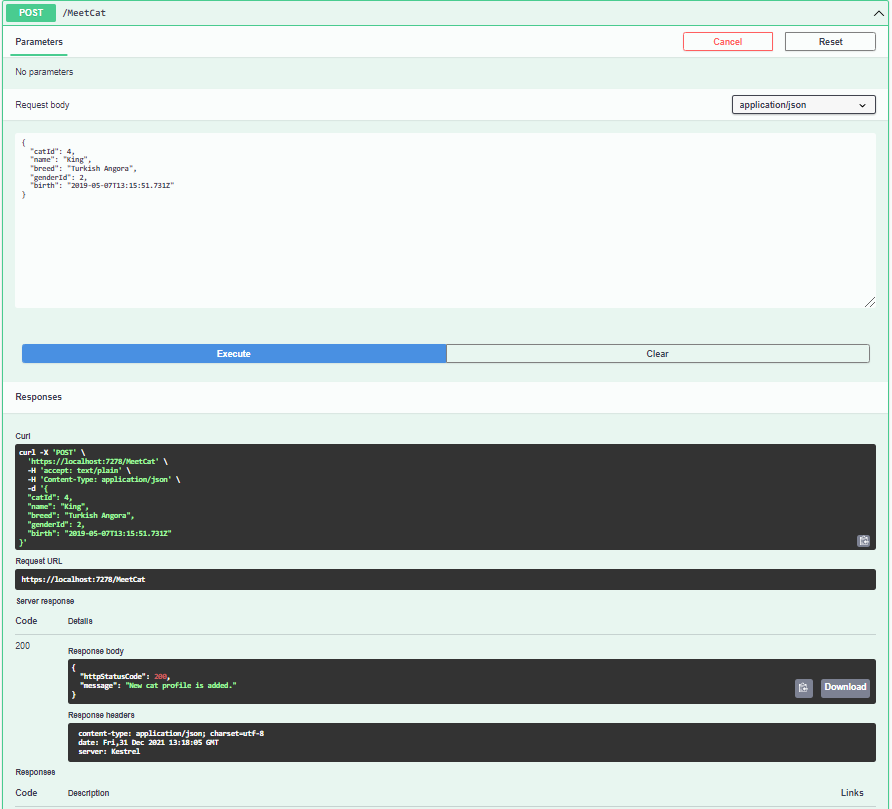 POST /MeetCat
Parameters
Cancel
Reset
No parameters
Request body
application/json
{
"catId": 4,
"name": "King",
"breed": "Turkish Angora",
"genderId": 2,
"birth": "2019-05-07T13:15:51.731Z"
}
Execute
Clear
Responses
Curl
curl -X 'POST' \
'https://localhost:7278/MeetCat' \
-H 'accept: text/plain' \
-H 'Content-Type: application/json' \
-d '{
"catId": 4,
"name": "King",
"breed": "Turkish Angora",
"genderId": 2,
"birth": "2019-05-07T13:15:51.731Z"
}'
Request URL
https://localhost:7278/MeetCat
Server response
Code Details
200
Response body
{
"httpStatusCode": 200,
"message": "New cat profile is added."
}
Download
Response headers
content-type: application/json; charset=utf-8
date: Fri,31 Dec 2021 13:18:05 GMT
server: Kestrel
Responses
Code Description Links